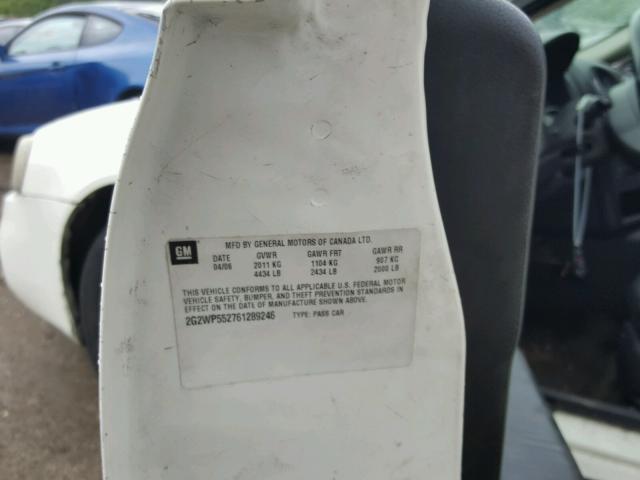 GM
MFD BY GENERAL MOTORS OF CANADA LTD.
DATE GVWR GAWR FRT GAWR RR
04/06 2011 KG 1104 KG 907 KG
4434 LB 2434 LB 2000 LB
THIS VEHICLE CONFORMS TO ALL APPLICABLE U.S. FEDERAL MOTOR
VEHICLE SAFETY, BUMPER, AND THEFT PREVENTION STANDARDS IN
EFFECT ON THE DATE OF MANUFACTURE SHOWN ABOVE.
2G2WP552761289246 TYPE: PASS CAR